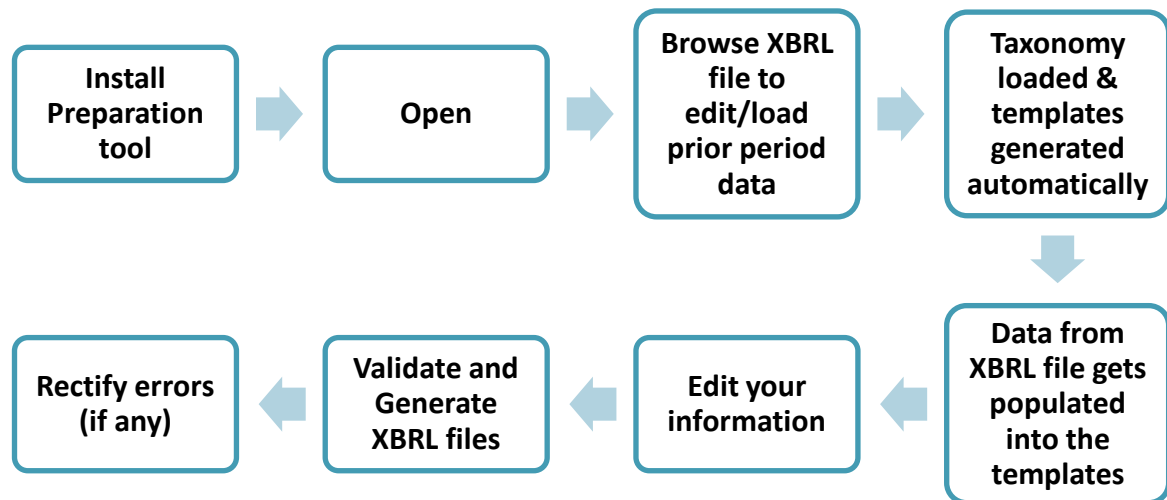 Install
Preparation
tool
Open
Browse XBRL
file to
edit/load
prior period
data
Taxonomy
loaded &
templates
generated
automatically
Data from
XBRL file gets
populated
into the
templates
Edit your
information
Validate and
Generate
XBRL files
Rectify errors
(if any)